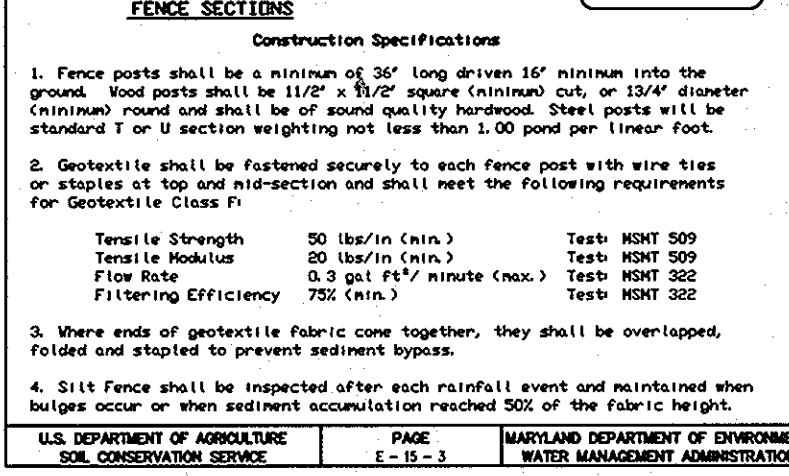 FENCE SECTIONS
Construction Specifications
1. Fence posts shall be a minimum of 36" long driven 16" minimum into the
ground. Wood posts shall be 11/2" x 11/2" square (minimum) cut, or 13/4" diameter
(minimum) round and shall be of sound quality hardwood. Steel posts will be
standard T or U section weighting not less than 1.00 pond per linear foot.
2. Geotextile shall be fastened securely to each fence post with wire ties
or staples at top and mid-section and shall meet the following requirements
for Geotextile Class F:
Tensile Strength 50 lbs/in (min.) Test: MSMT 509
Tensile Modulus 20 lbs/in (min.) Test: MSMT 509
Flow Rate 0.3 gal ft²/ minute (max.) Test: MSMT 322
Filtering Efficiency 75% (min.) Test: MSMT 322
3. Where ends of geotextile fabric come together, they shall be overlapped,
folded and stapled to prevent sediment bypass.
4. Silt Fence shall be inspected after each rainfall event and maintained when
bulges occur or when sediment accumulation reached 50% of the fabric height.
U.S. DEPARTMENT OF AGRICULTURE PAGE MARYLAND DEPARTMENT OF ENVIRONME
SOIL CONSERVATION SERVICE E - 15 - 3 WATER MANAGEMENT ADMINISTRATIO